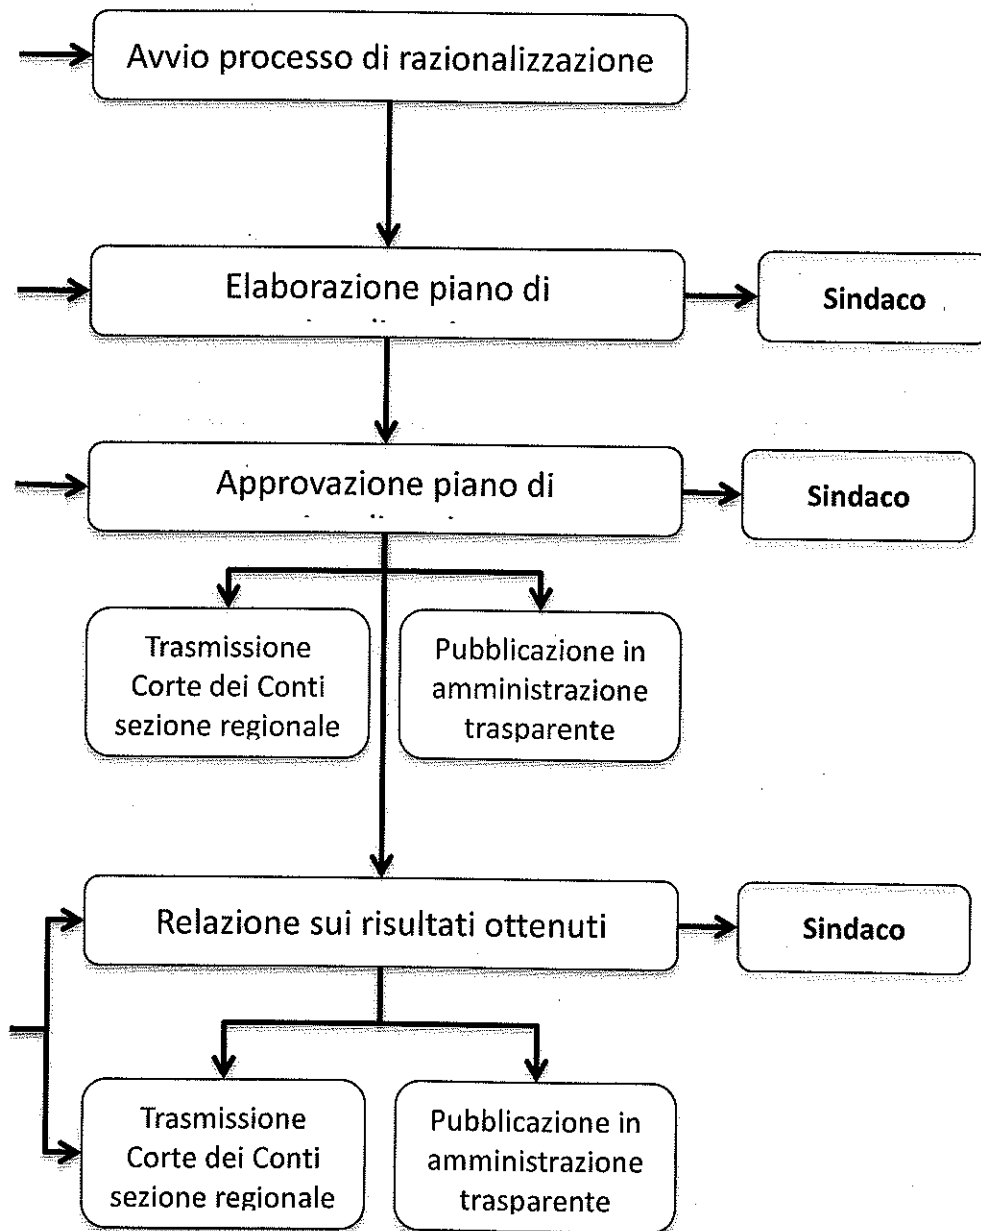 Avvio processo di razionalizzazione
Elaborazione piano di
Sindaco
Approvazione piano di
Sindaco
Trasmissione
Corte dei Conti
sezione regionale
Pubblicazione in
amministrazione
trasparente
Relazione sui risultati ottenuti
Sindaco
Trasmissione
Corte dei Conti
sezione regionale
Pubblicazione in
amministrazione
trasparente